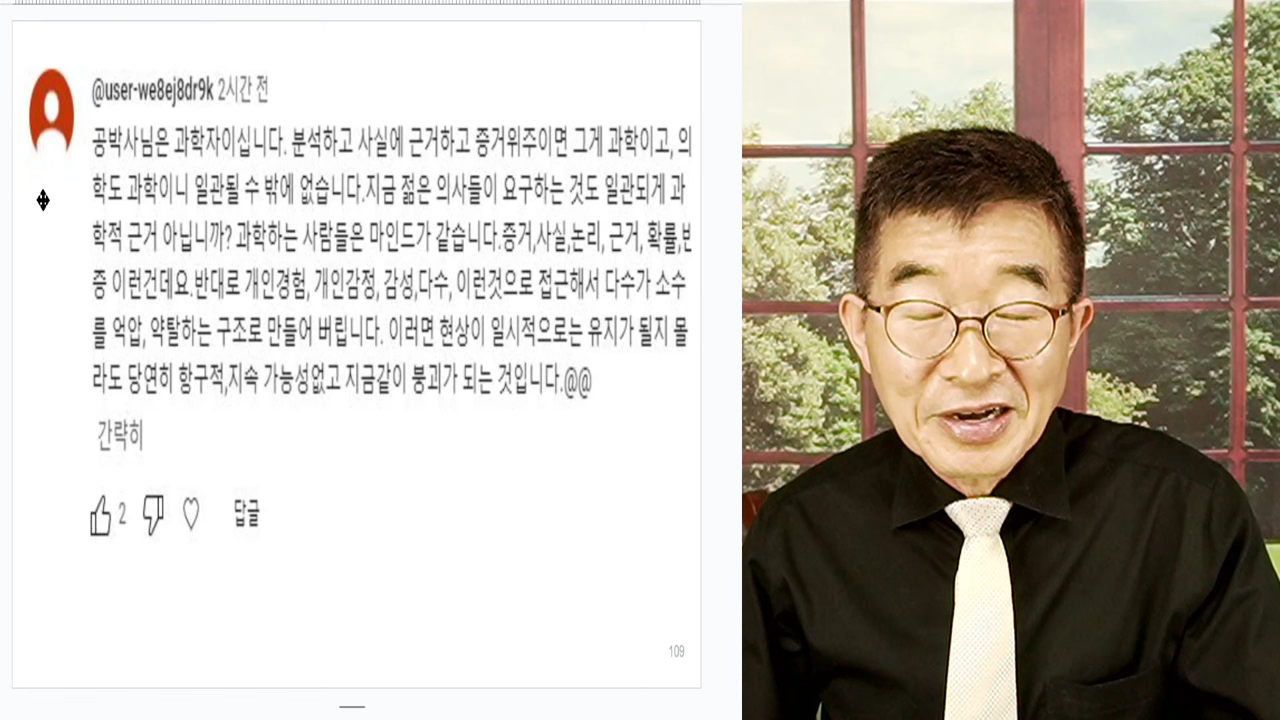 @user-we8ej8dr9k 2시간 전
공박사님은 과학자이십니다. 분석하고 사실에 근거하고 증거위주이면 그게 과학이고, 의
학도 과학이니 일관될 수 밖에 없습니다.지금 젊은 의사들이 요구하는 것도 일관되게 과
학적 근거 아닙니까? 과학하는 사람들은 마인드가 같습니다.증거,사실,논리, 근거, 확률,
증 이런건데요.반대로 개인경험, 개인감정, 감성,다수, 이런것으로 접근해서 다수가 소수
를 억압, 약탈하는 구조로 만들어 버립니다. 이러면 현상이 일시적으로는 유지가 될지 몰
라도 당연히 항구적,지속 가능성없고 지금같이 붕괴가 되는 것입니다.@@
간략히
2 답글
109